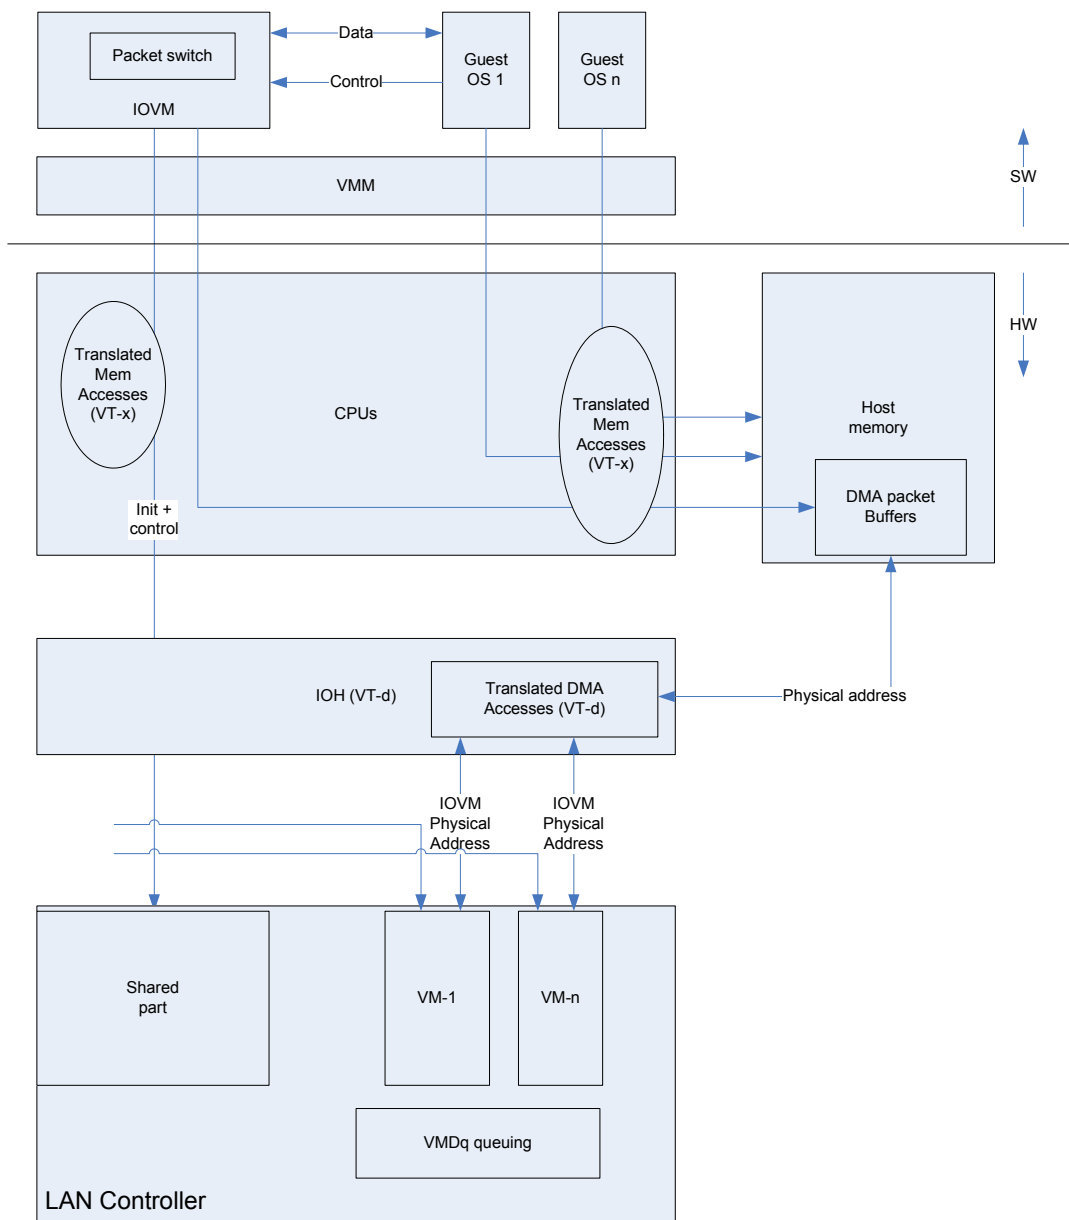 Packet switch
IOVM
Data
Control
Guest
OS 1
Guest
OS n
VMM
SW
HW
Translated
Mem
Accesses
(VT-x)
CPUs
Translated
Mem
Accesses
(VT-x)
Host
memory
DMA packet
Buffers
Init +
control
IOH (VT-d)
Translated DMA
Accesses (VT-d)
Physical address
IOVM
Physical
Address
IOVM
Physical
Address
Shared
part
VM-1
VM-n
VMDq queuing
LAN Controller